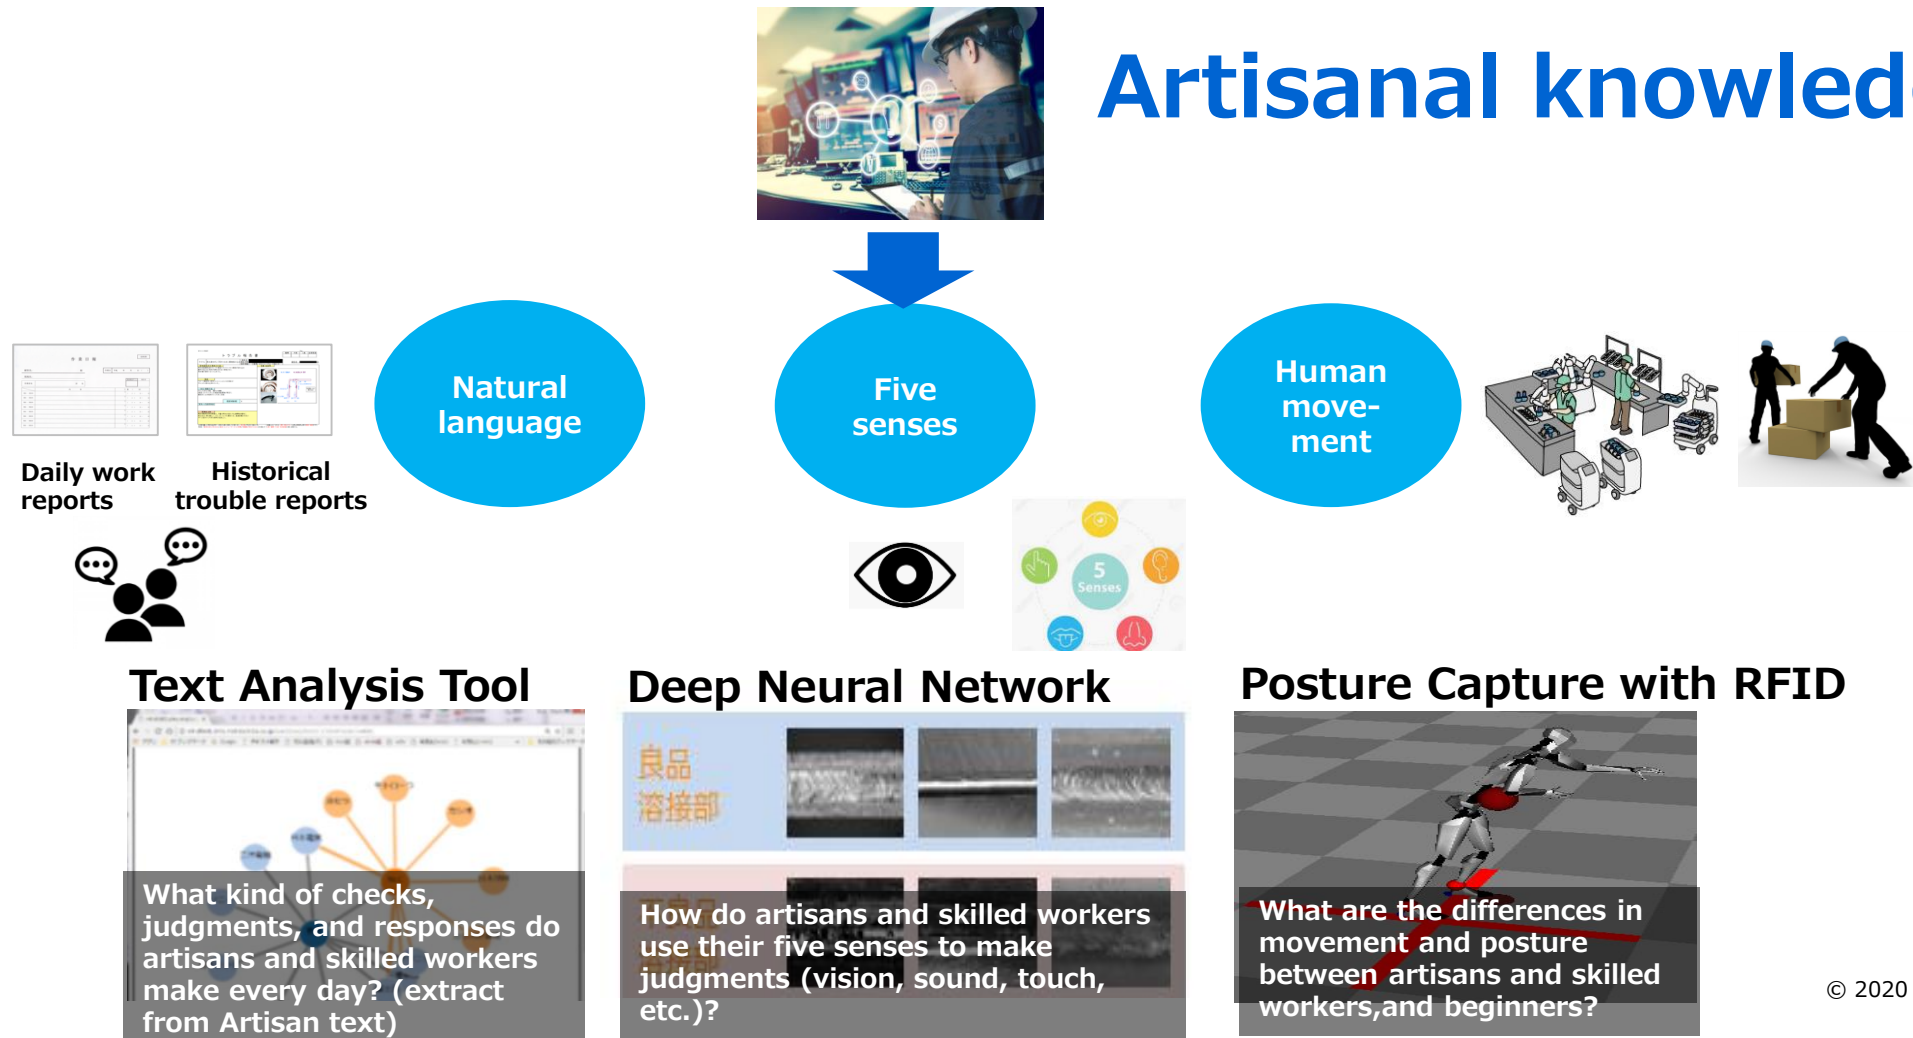 Artisanal knowled
Natural
language
Five
senses
Human
move-
ment
Daily work
reports
Historical
trouble reports
5
Senses
Text Analysis Tool
Deep Neural Network
Posture Capture with RFID
良品
溶接部
What kind of checks,
judgments, and responses do
artisans and skilled workers
make every day? (extract
from Artisan text)
How do artisans and skilled workers
use their five senses to make
judgments (vision, sound, touch,
etc.)?
What are the differences in
movement and posture
between artisans and skilled
workers,and beginners?
© 2020